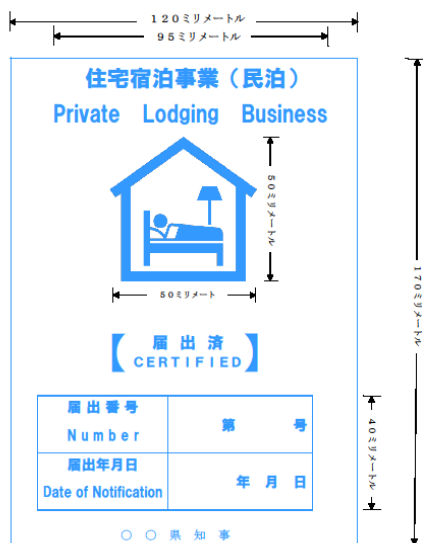 120ミリメートル
95ミリメートル
住宅宿泊事業（民泊）
Private Lodging Business
50ミリメートル
50ミリメート
170ミリメートル
【届出済
CERTIFIED】
届出番号
Number
第 号
40ミリメートル
届出年月日
Date of Notification
年 月 日
○ ○ 県 知 事